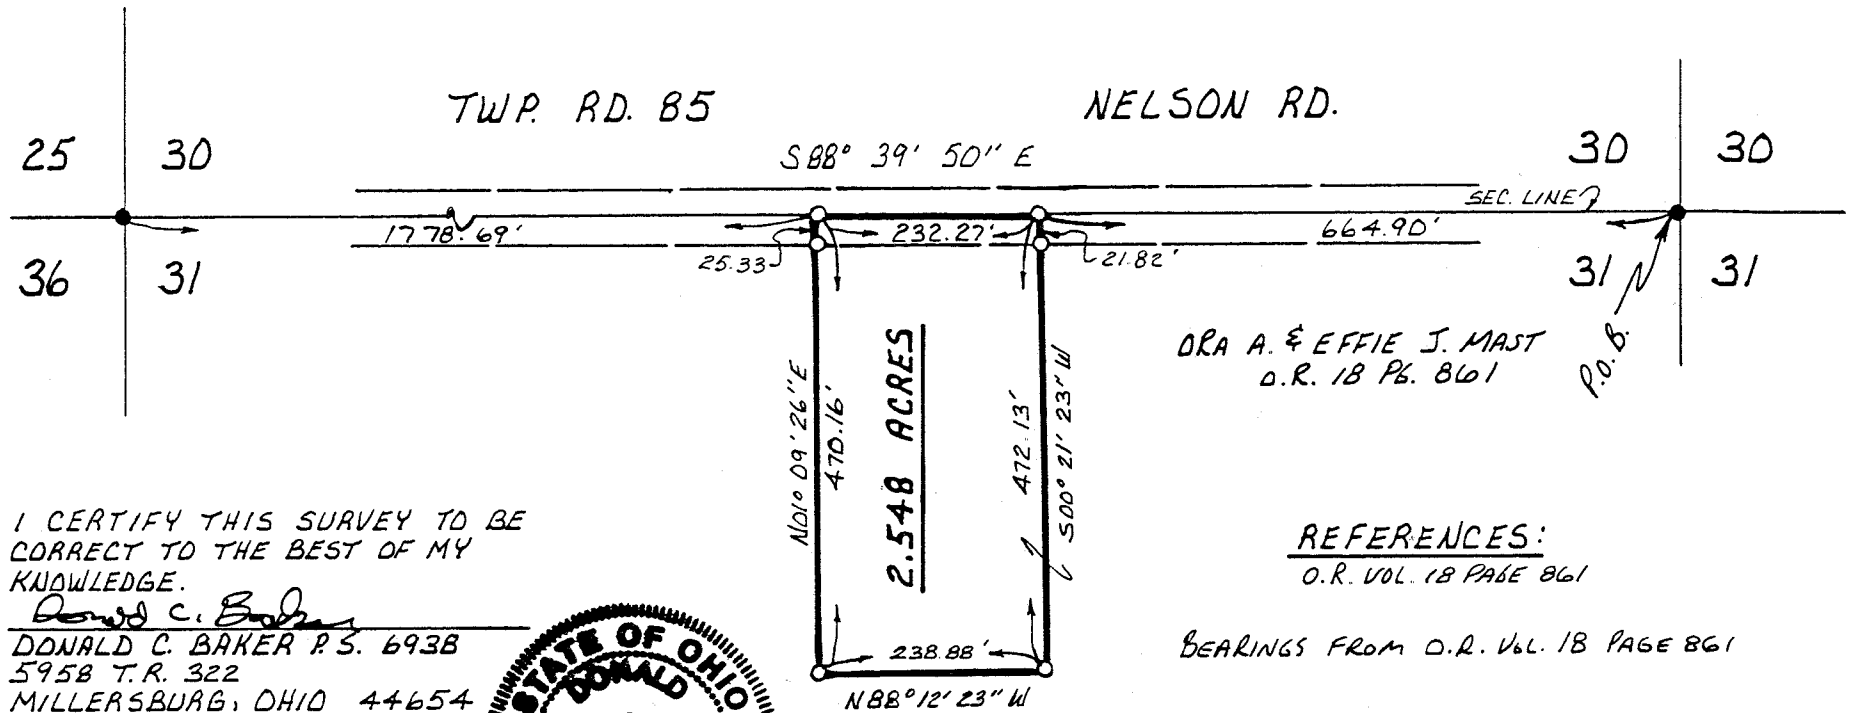 TWP. RD. 85
NELSON RD.
25 30
S88° 39' 50" E
30 30
SEC. LINE
1778.69'
232.27'
664.90'
25.33
21.82'
36 31
31 31
P.O.B.
ORA A. & EFFIE J. MAST
O.R. 18 PG. 861
N01° 09' 26" E
470.16'
2.548 ACRES
472.13'
S00° 21' 23" W
I CERTIFY THIS SURVEY TO BE
CORRECT TO THE BEST OF MY
KNOWLEDGE.
Donald C. Baker
DONALD C. BAKER P.S. 6938
5958 T.R. 322
MILLERSBURG, OHIO 44654
STATE OF OHIO
DONALD
238.88'
N88° 12' 23" W
REFERENCES:
O.R. VOL. 18 PAGE 861
BEARINGS FROM O.R. VOL. 18 PAGE 861